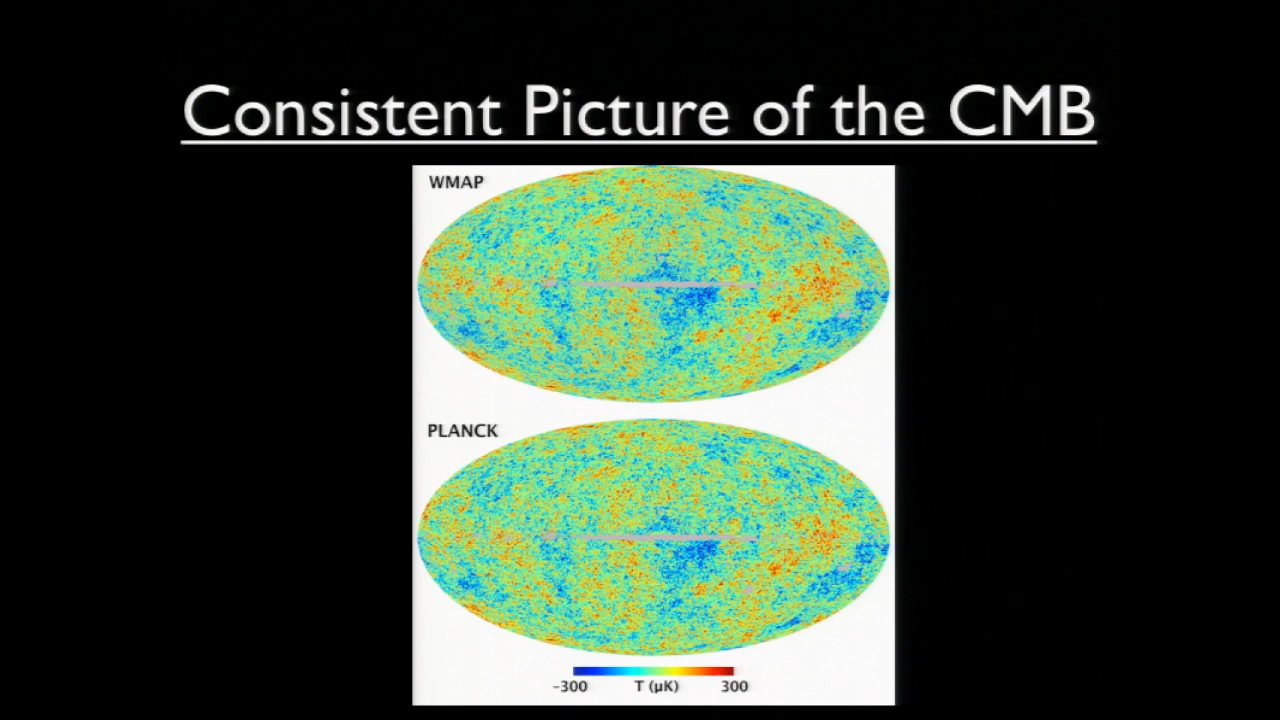 Consistent Picture of the CMB
WMAP
PLANCK
-300 T (μK) 300